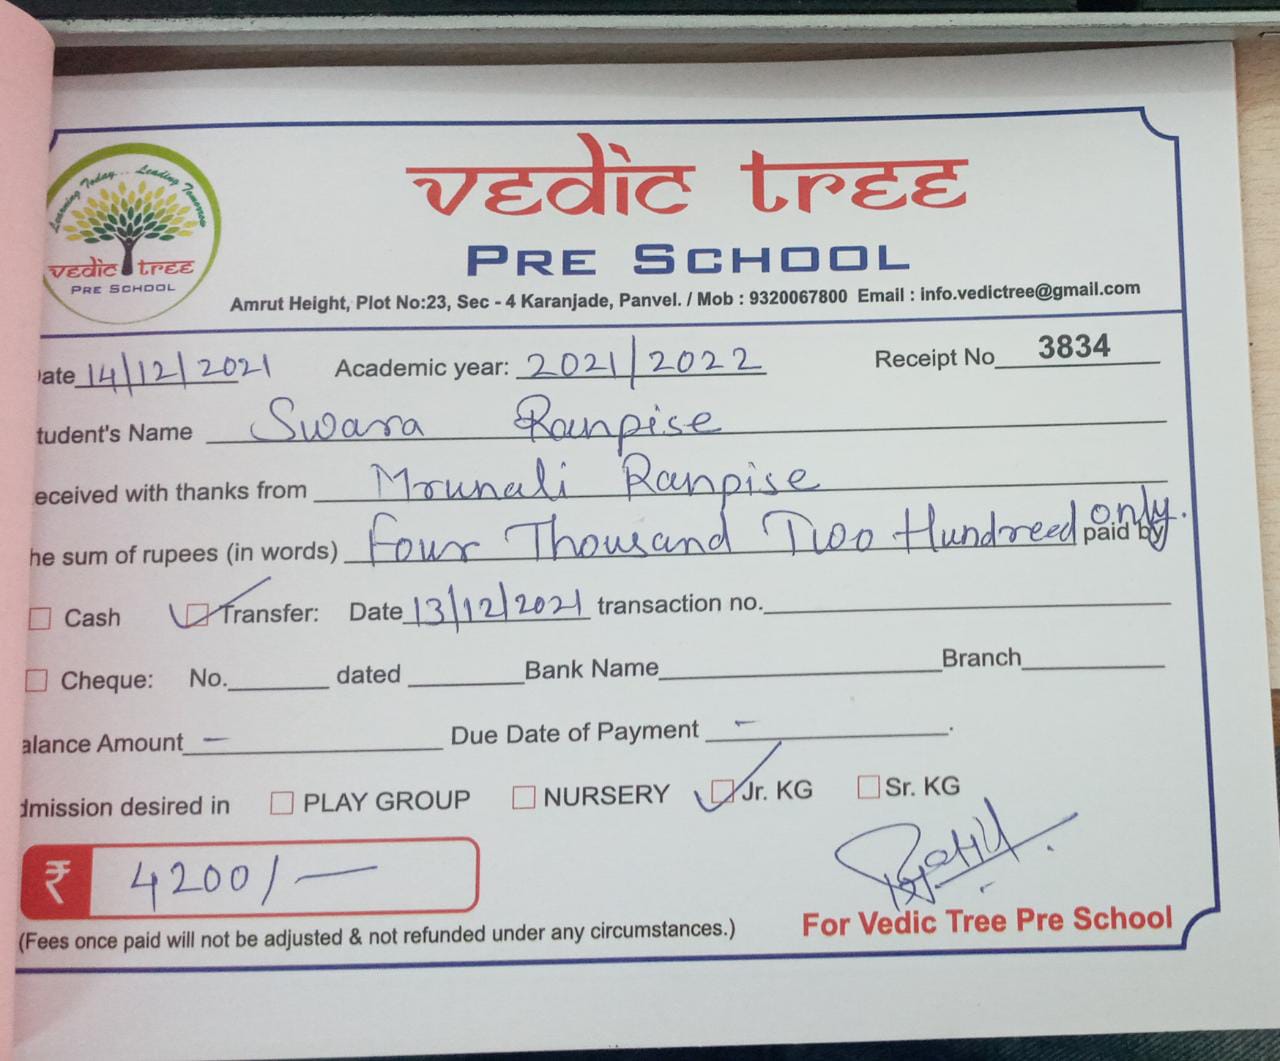 Learning Today... Leading Tomorrow
vedic tree
PRE SCHOOL
vedic tree
PRE SCHOOL
Amrut Height, Plot No:23, Sec - 4 Karanjade, Panvel. / Mob : 9320067800 Email : info.vedictree@gmail.com
ate 14/12/2021 Academic year: 2021/2022 Receipt No 3834
tudent's Name Swara Ranpise
eceived with thanks from Mrunali Ranpise
he sum of rupees (in words) Four Thousand Two Hundreed only. paid by
Cash Transfer: Date 13/12/2021 transaction no.
Cheque: No. dated Bank Name Branch
alance Amount - Due Date of Payment - .
dmission desired in PLAY GROUP NURSERY Jr. KG Sr. KG
₹ 4200/-
(Fees once paid will not be adjusted & not refunded under any circumstances.) For Vedic Tree Pre School